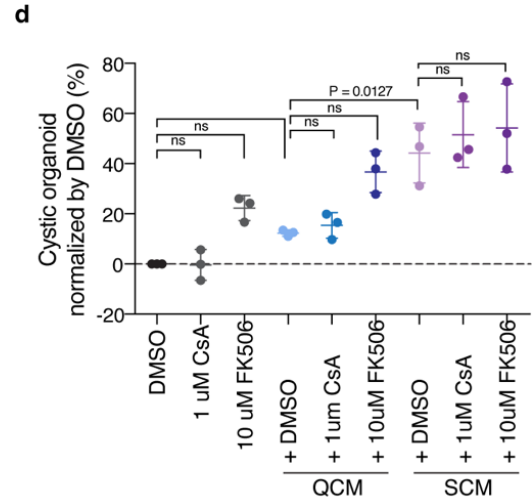 d
Cystic organoid
normalized by DMSO (%)
80
60
40
20
0
-20
ns
ns
ns
ns
P = 0.0127
ns
ns
DMSO
1 uM CsA
10 uM FK506
+ DMSO
+ 1um CsA
+ 10uM FK506
+ DMSO
+ 1uM CsA
+ 10uM FK506
QCM
SCM